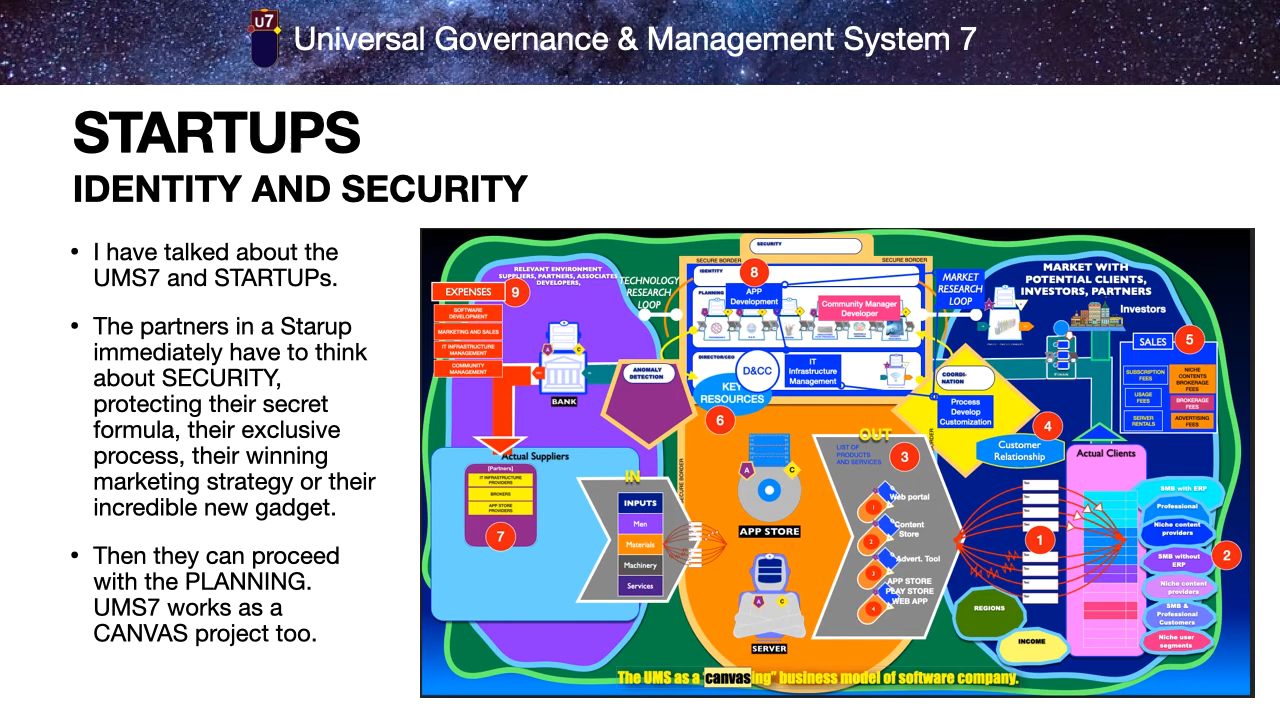 U7
Universal Governance & Management System 7
STARTUPS
IDENTITY AND SECURITY
• I have talked about the
UMS7 and STARTUPs.
• The partners in a Starup
immediately have to think
about SECURITY,
protecting their secret
formula, their exclusive
process, their winning
marketing strategy or their
incredible new gadget.
• Then they can proceed
with the PLANNING.
UMS7 works as a
CANVAS project too.
SECURITY
SECURE BORDER
SECURE BORDER
RELEVANT ENVIRONMENT
SUPPLIERS, PARTNERS, ASSOCIATES
DEVELOPERS,
TECHNOLOGY
RESEARCH
LOOP
IDENTITY
8
MARKET
RESEARCH
LOOP
MARKET WITH
POTENTIAL CLIENTS,
INVESTORS, PARTNERS
EXPENSES
9
SOFTWARE
DEVELOPMENT
MARKETING AND SALES
IT INFRASTRUCTURE
MANAGEMENT
COMMUNITY
MANAGEMENT
PLANNING
APP
Development
Community Manager
Developer
Investors
A
C
BANK
ANOMALY
DETECTION
DIRECTOR/CEO
D&CC
IT
Infrastructure
Management
KEY
RESOURCES
6
COORDI-
NATION
Process
Develop
Customization
SALES
5
SUBSCRIPTION
FEES
NICHE
CONTENTS
BROKERAGE
FEES
USAGE
FEES
BROKERAGE
FEES
SERVER
RENTALS
ADVERTISING
FEES
4
Customer
Relationship
Actual Suppliers
[Partners]
IT INFRASTRUCTURE
PROVIDERS
BROKERS
APP STORE
PROVIDERS
7
IN
INPUTS
Men
Materials
Machinery
Services
SECURE BORDER
A
C
APP STORE
A
C
SERVER
OUT
LIST OF
PRODUCTS
AND SERVICES
3
Web portal
1
Content
Store
2
Advert. Tool
3
APP STORE
PLAY STORE
WEB APP
4
Actual Clients
1
2
SMB with ERP
Professional
Niche content
providers
SMB without
ERP
Niche content
providers
SMB &
Professional
Customers
Niche user
segments
REGIONS
INCOME
The UMS as a "canvasing" business model of software company.